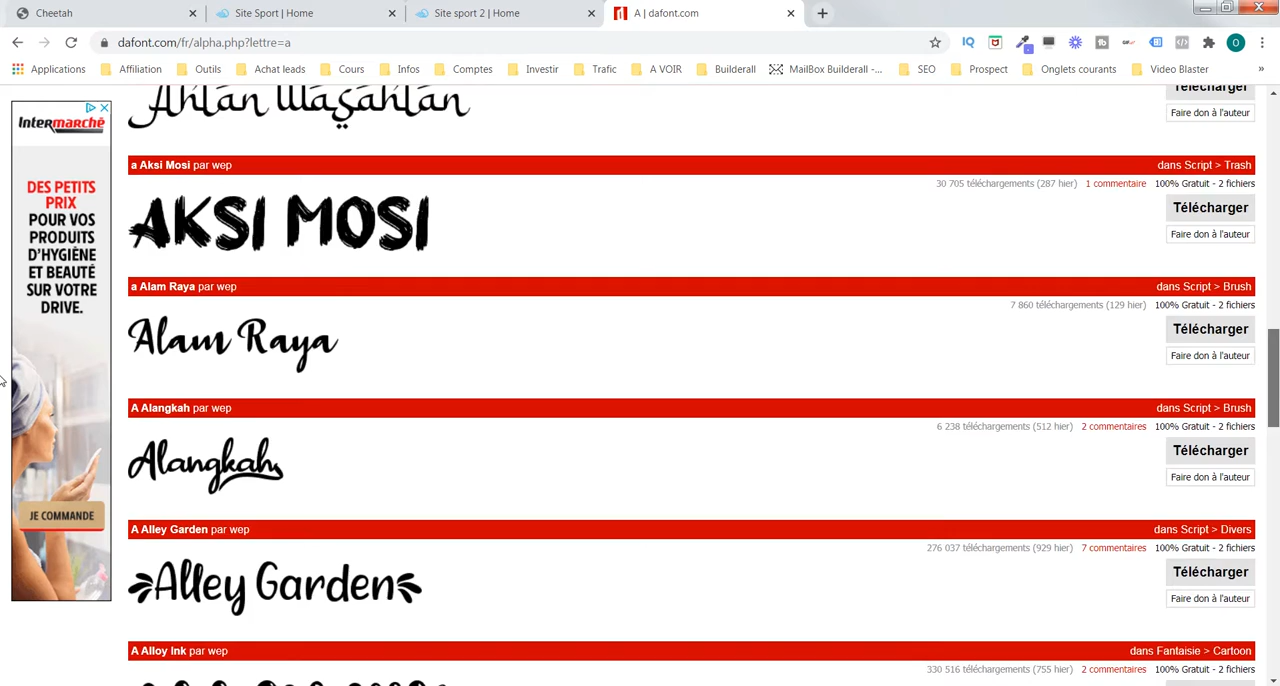 Cheetah
Site Sport | Home
Site sport 2 | Home
A | dafont.com
dafont.com/fr/alpha.php?lettre=a
Applications
Affiliation
Outils
Achat leads
Cours
Infos
Comptes
Investir
Trafic
A VOIR
Builderall
MailBox Builderall -...
SEO
Prospect
Onglets courants
Video Blaster
»
Ahlan Wasahlan
Télécharger
Faire don à l'auteur
Intermarché
DES PETITS
PRIX
POUR VOS
PRODUITS
D'HYGIÈNE
ET BEAUTÉ
SUR VOTRE
DRIVE.
JE COMMANDE
a Aksi Mosi par wep
dans Script > Trash
30 705 téléchargements (287 hier) 1 commentaire 100% Gratuit - 2 fichiers
AKSI MOSI
Télécharger
Faire don à l'auteur
a Alam Raya par wep
dans Script > Brush
7 860 téléchargements (129 hier) 100% Gratuit - 2 fichiers
Alam Raya
Télécharger
Faire don à l'auteur
A Alangkah par wep
dans Script > Brush
6 238 téléchargements (512 hier) 2 commentaires 100% Gratuit - 2 fichiers
Alangkah
Télécharger
Faire don à l'auteur
A Alley Garden par wep
dans Script > Divers
276 037 téléchargements (929 hier) 7 commentaires 100% Gratuit - 2 fichiers
Alley Garden
Télécharger
Faire don à l'auteur
A Alloy Ink par wep
dans Fantaisie > Cartoon
330 516 téléchargements (755 hier) 2 commentaires 100% Gratuit - 2 fichiers